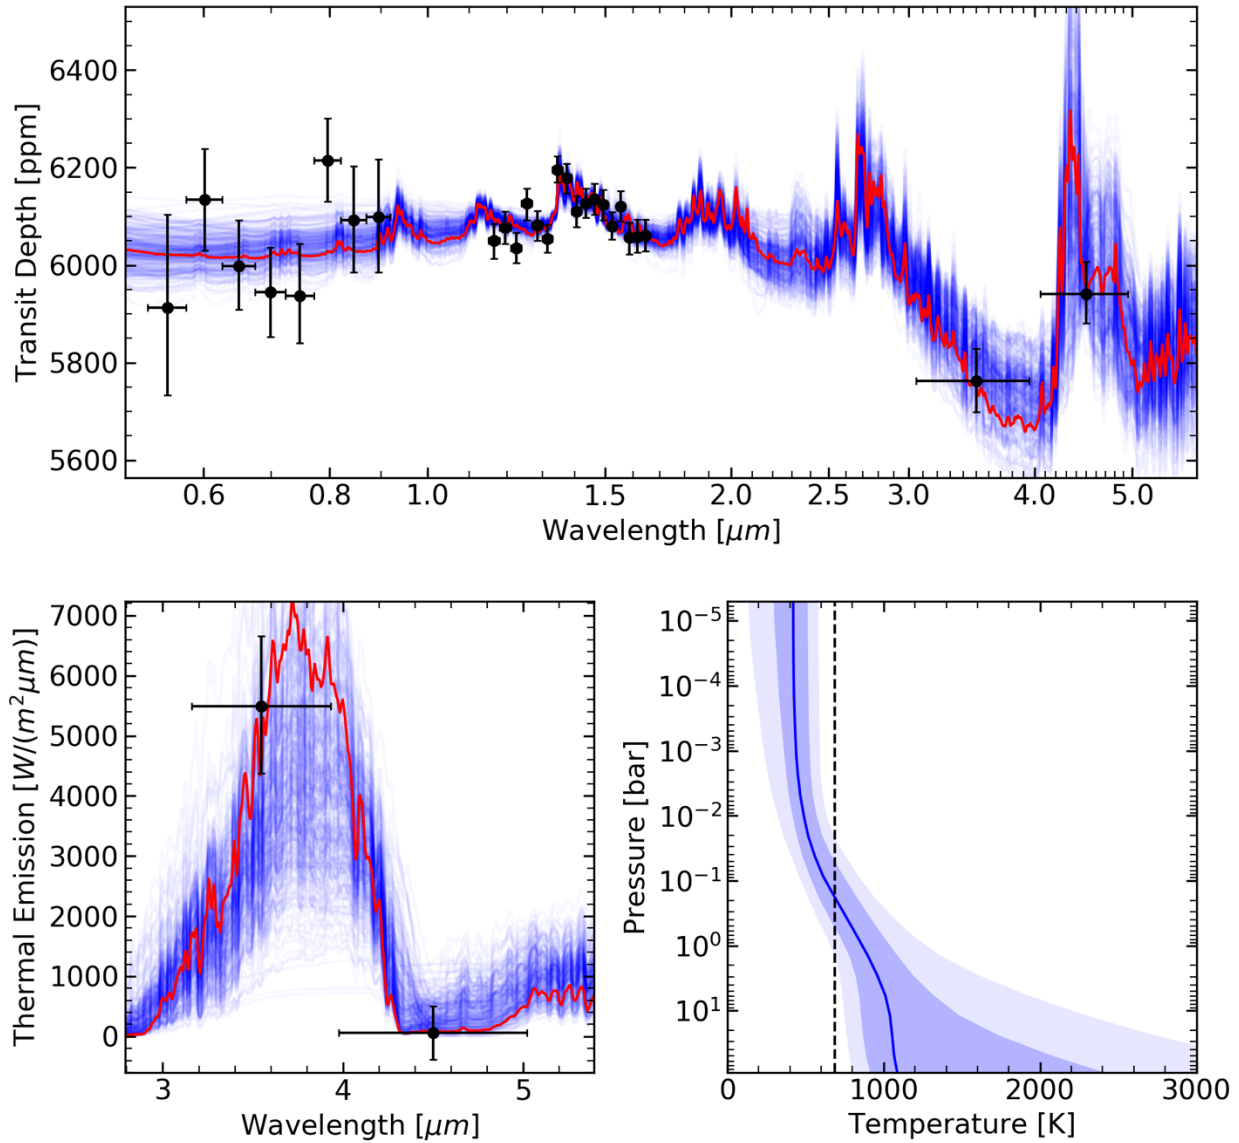 6400
6200
6000
5800
5600
Transit Depth [ppm]
0.6 0.8 1.0 1.5 2.0 2.5 3.0 4.0 5.0
Wavelength [μm]
7000
6000
5000
4000
3000
2000
1000
0
Thermal Emission [W/(m²μm)]
3 4 5
Wavelength [μm]
10⁻⁵
10⁻⁴
10⁻³
10⁻²
10⁻¹
10⁰
10¹
Pressure [bar]
0 1000 2000 3000
Temperature [K]